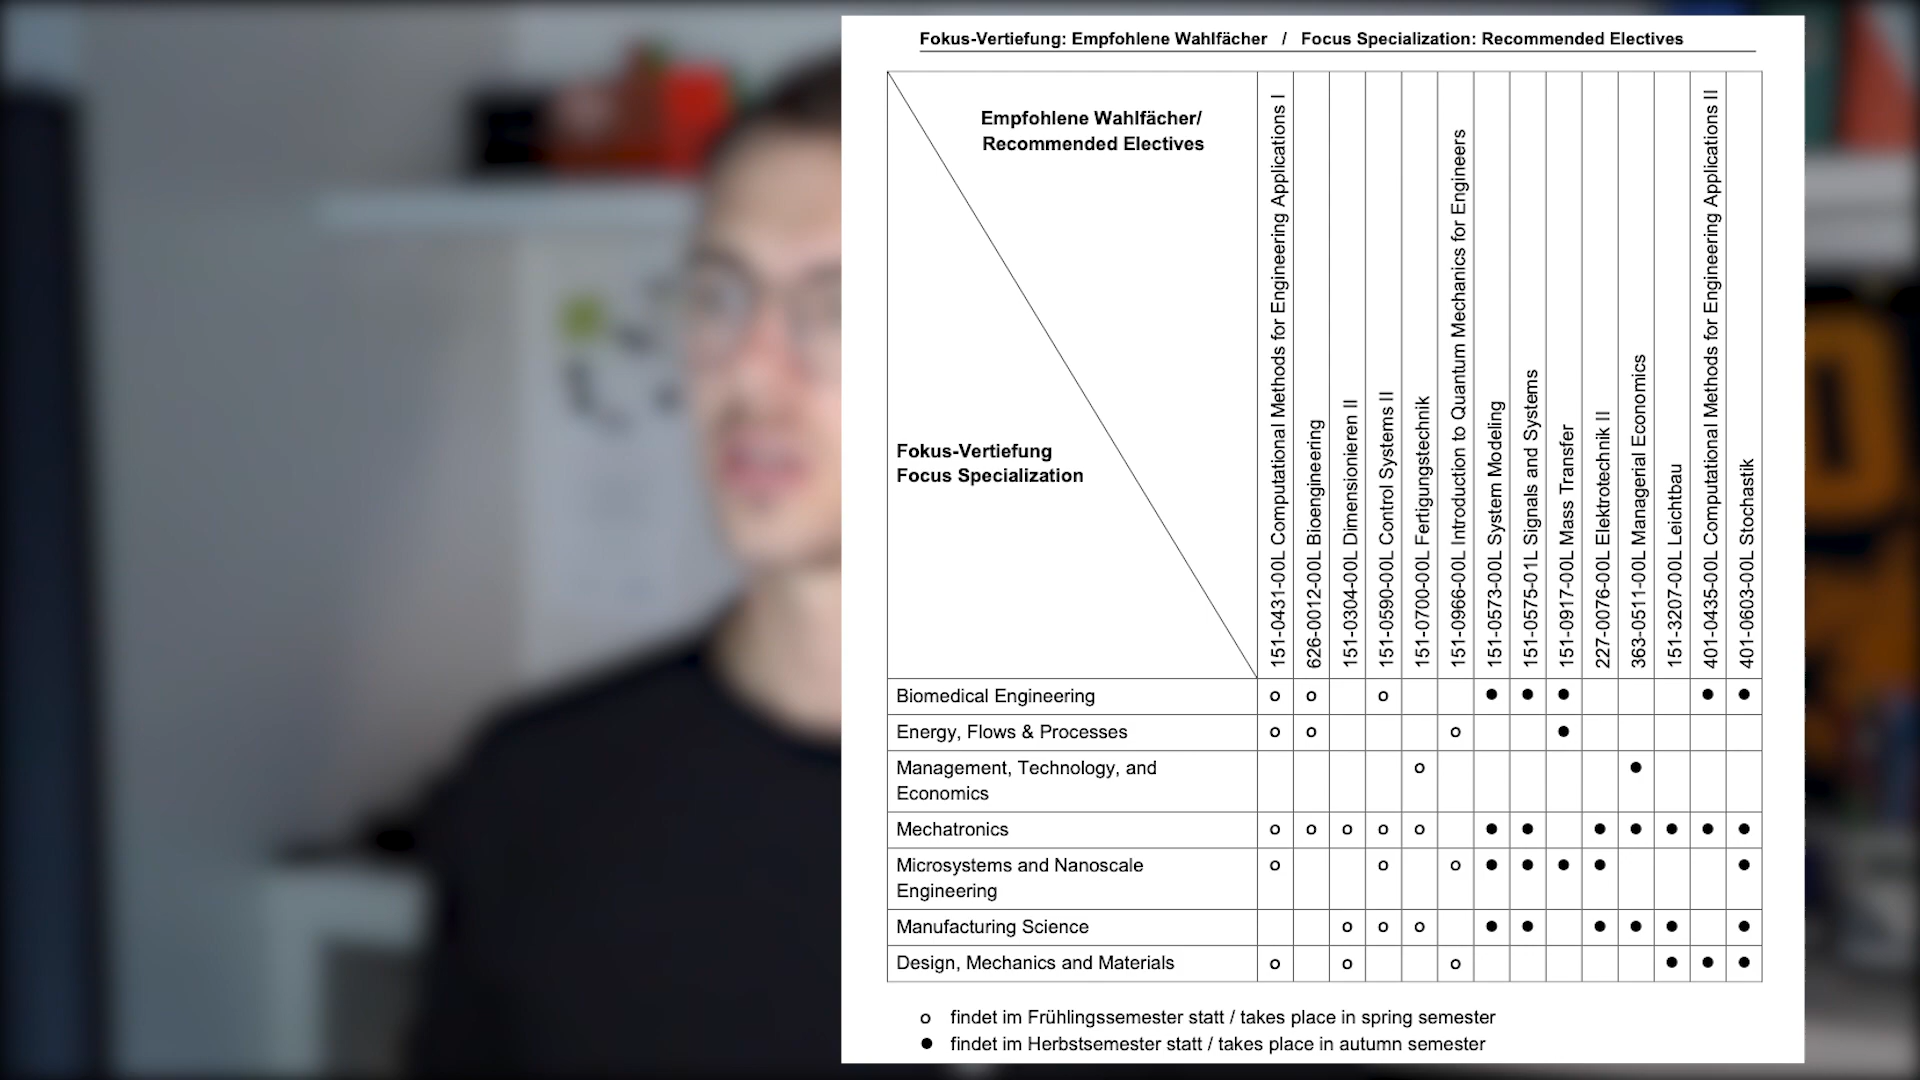 Fokus-Vertiefung: Empfohlene Wahlfächer / Focus Specialization: Recommended Electives
Empfohlene Wahlfächer/
Recommended Electives
Fokus-Vertiefung
Focus Specialization
151-0431-00L Computational Methods for Engineering Applications I
626-0012-00L Bioengineering
151-0304-00L Dimensionieren II
151-0590-00L Control Systems II
151-0700-00L Fertigungstechnik
151-0966-00L Introduction to Quantum Mechanics for Engineers
151-0573-00L System Modeling
151-0575-01L Signals and Systems
151-0917-00L Mass Transfer
227-0076-00L Elektrotechnik II
363-0511-00L Managerial Economics
151-3207-00L Leichtbau
401-0435-00L Computational Methods for Engineering Applications II
401-0603-00L Stochastik
Biomedical Engineering
Energy, Flows & Processes
Management, Technology, and
Economics
Mechatronics
Microsystems and Nanoscale
Engineering
Manufacturing Science
Design, Mechanics and Materials
o findet im Frühlingssemester statt / takes place in spring semester
● findet im Herbstsemester statt / takes place in autumn semester